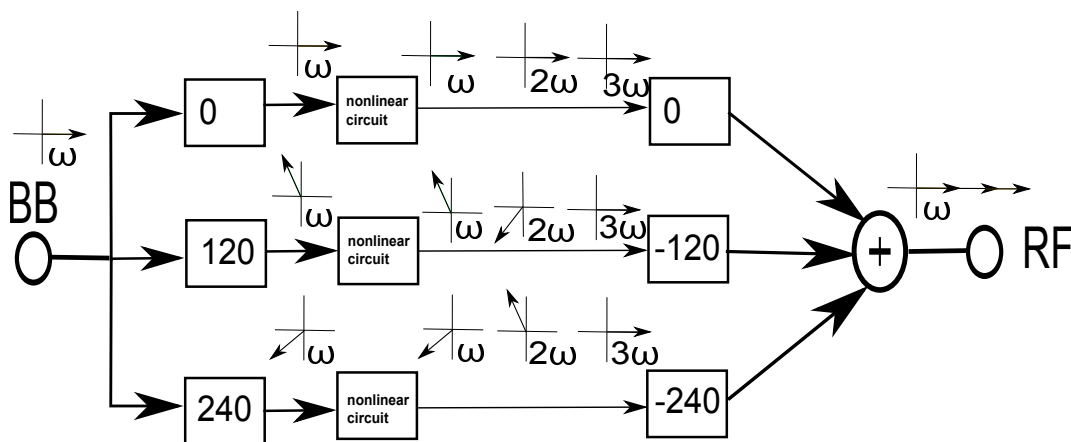 ω
BB
0
ω
nonlinear
circuit
ω
2ω
3ω
0
120
ω
nonlinear
circuit
ω
2ω
3ω
-120
240
ω
nonlinear
circuit
ω
2ω
3ω
-240
+
ω
RF